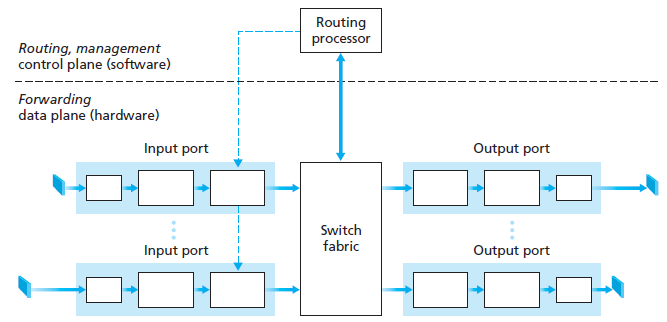 Routing
processor
Routing, management
control plane (software)
Forwarding
data plane (hardware)
Input port
Output port
Switch
fabric
Input port
Output port